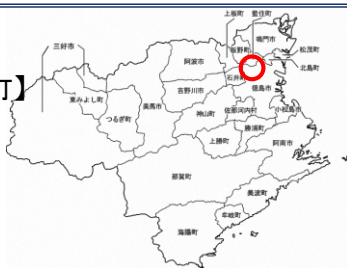 上板町
藍住町
三好市
鳴門市
町】
阿波市
板野町
松茂町
北島町
石井町
東みよし町
吉野川市
徳島市
美馬市
つるぎ町
佐那河内村
小松島市
神山町
勝浦町
上勝町
阿南市
那賀町
美波町
牟岐町
海陽町